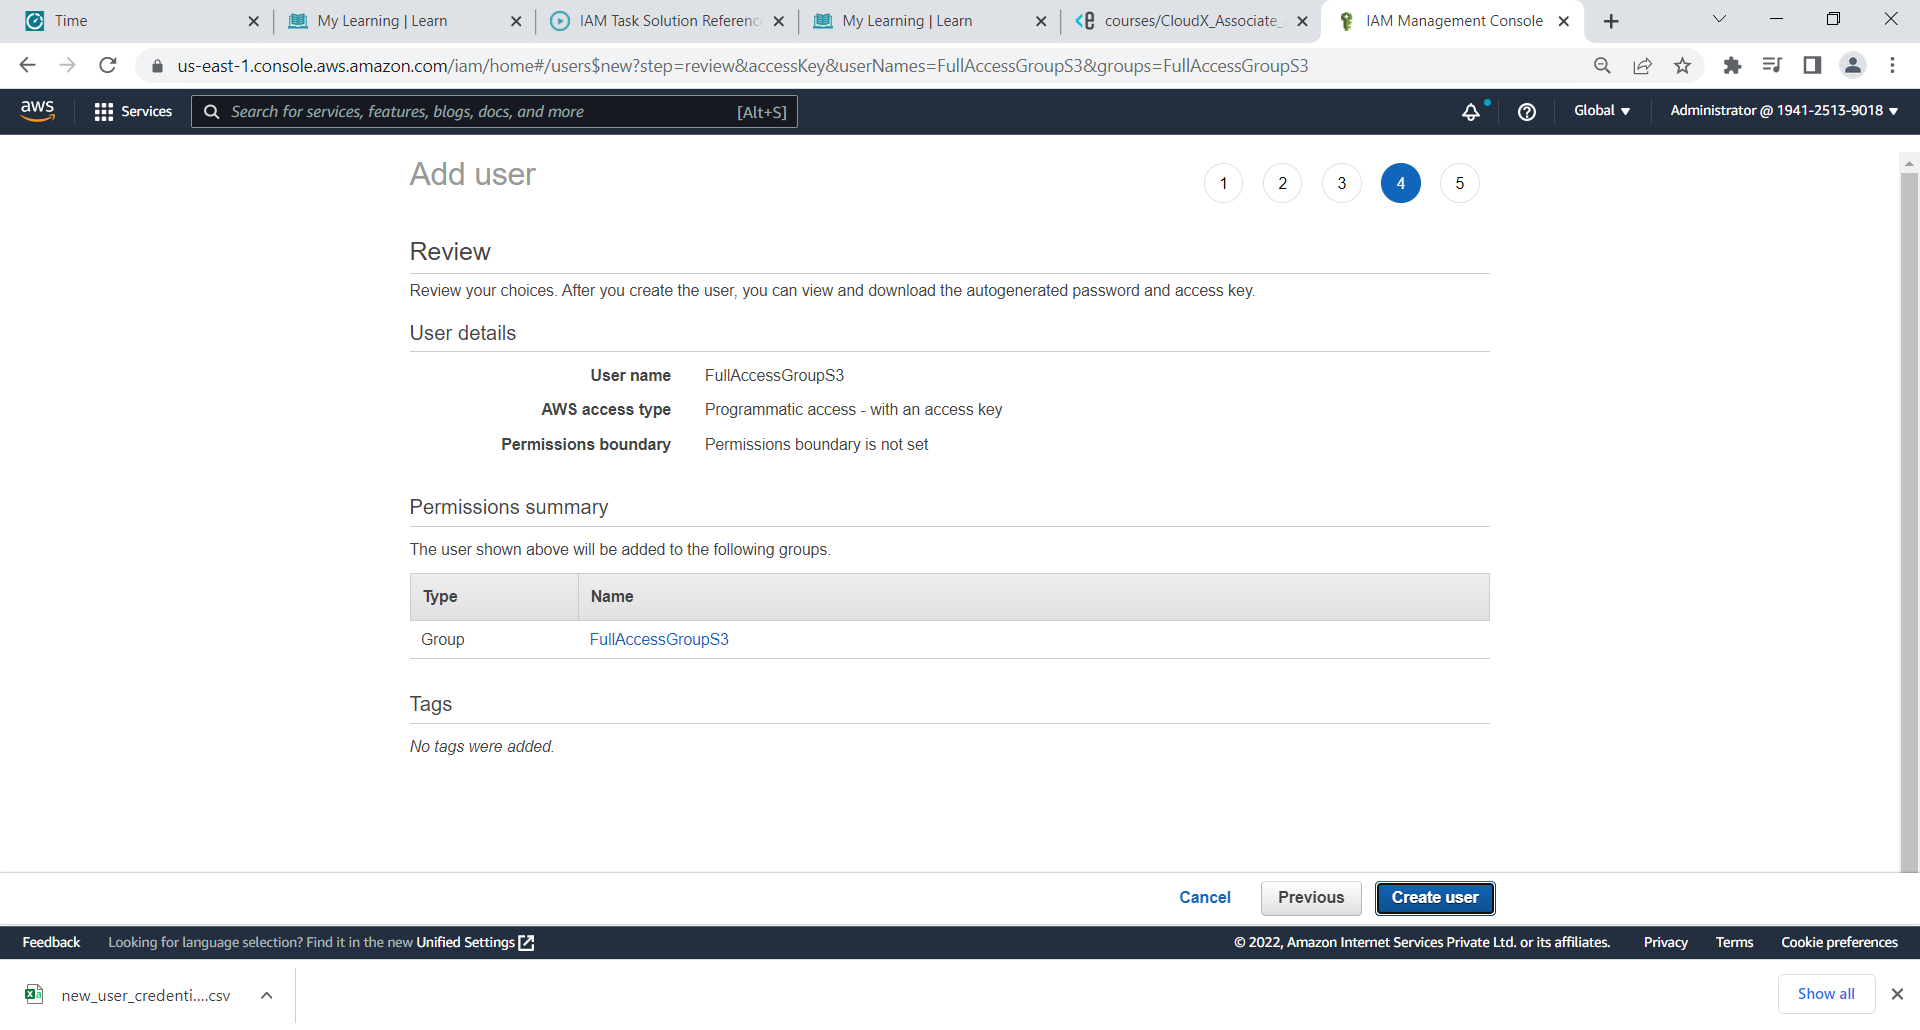 Time
My Learning | Learn
IAM Task Solution Referenc
My Learning | Learn
courses/CloudX_Associate_
IAM Management Console
us-east-1.console.aws.amazon.com/iam/home#/users$new?step=review&accessKey&userNames=FullAccessGroupS3&groups=FullAccessGroupS3
aws
Services
Search for services, features, blogs, docs, and more
[Alt+S]
Global
Administrator @ 1941-2513-9018
Add user
1 2 3 4 5
Review
Review your choices. After you create the user, you can view and download the autogenerated password and access key.
User details
User name FullAccessGroupS3
AWS access type Programmatic access - with an access key
Permissions boundary Permissions boundary is not set
Permissions summary
The user shown above will be added to the following groups.
Type Name
Group FullAccessGroupS3
Tags
No tags were added.
Cancel Previous Create user
Feedback Looking for language selection? Find it in the new Unified Settings © 2022, Amazon Internet Services Private Ltd. or its affiliates. Privacy Terms Cookie preferences
new_user_credenti....csv Show all